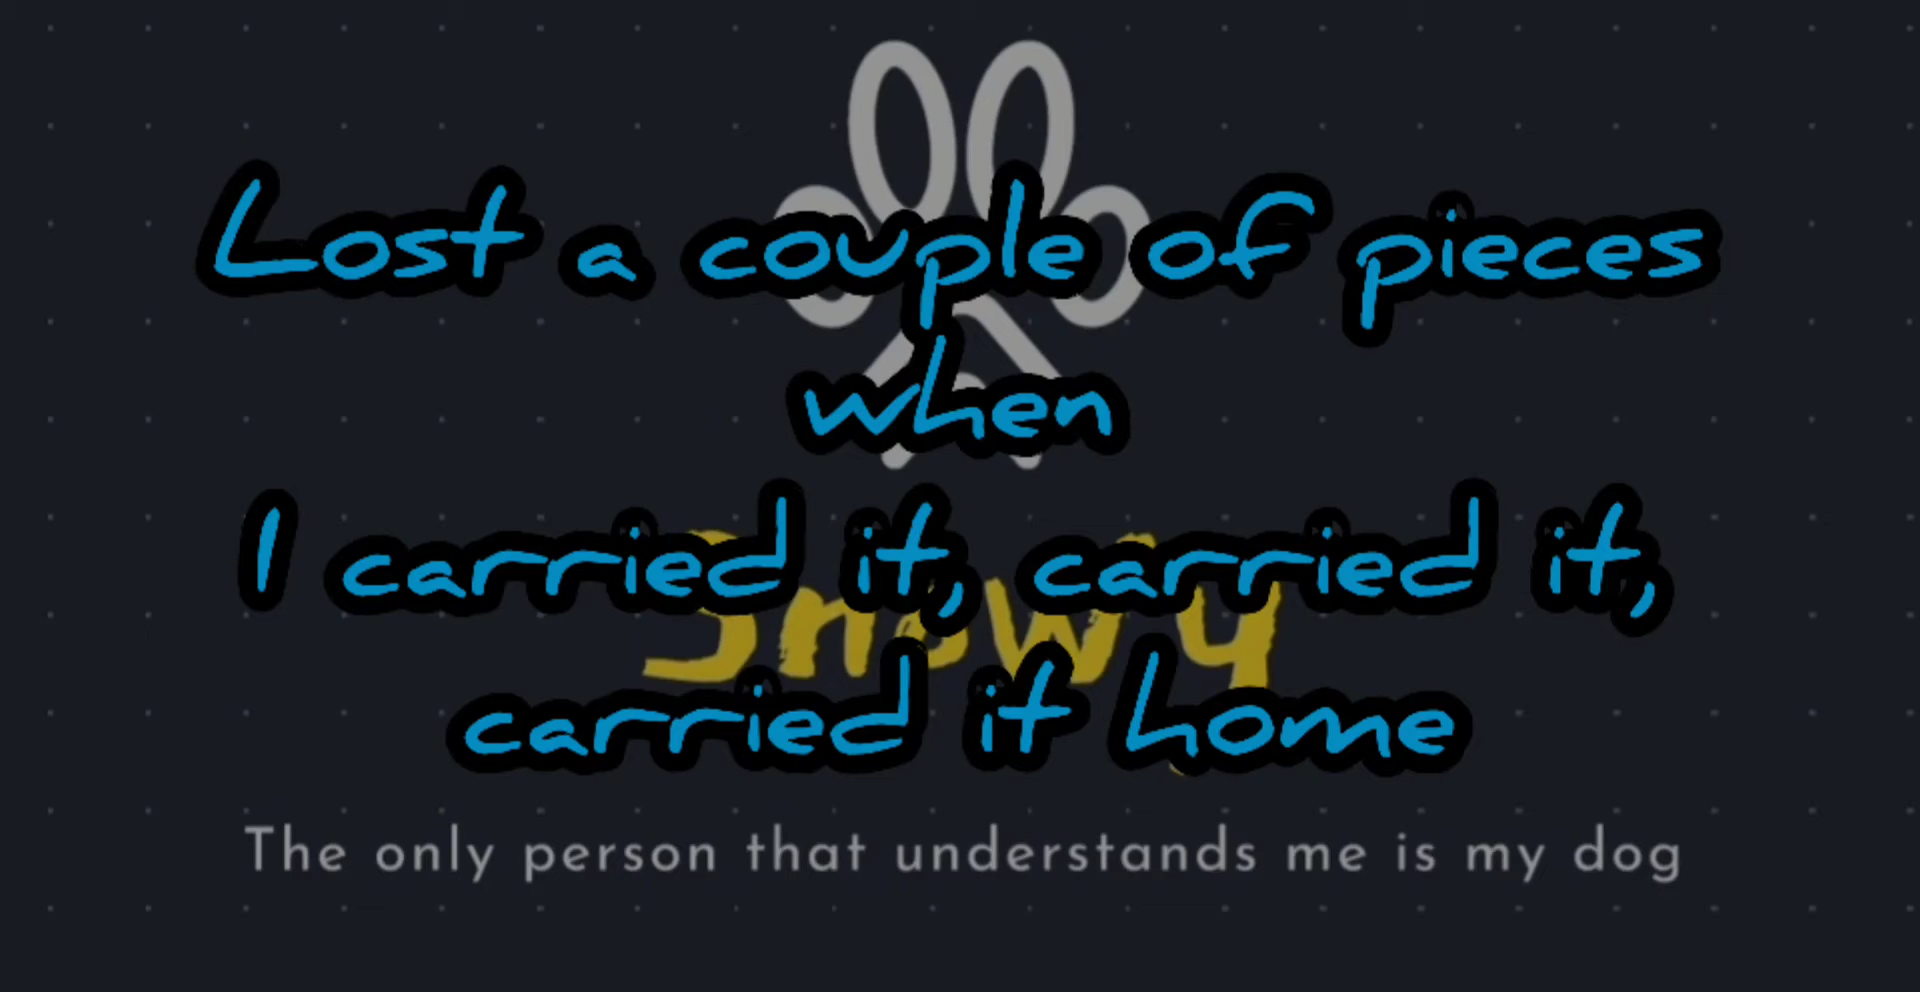 Lost a couple of pieces
when
I carried it, carried it,
Snowy
carried it home
The only person that understands me is my dog